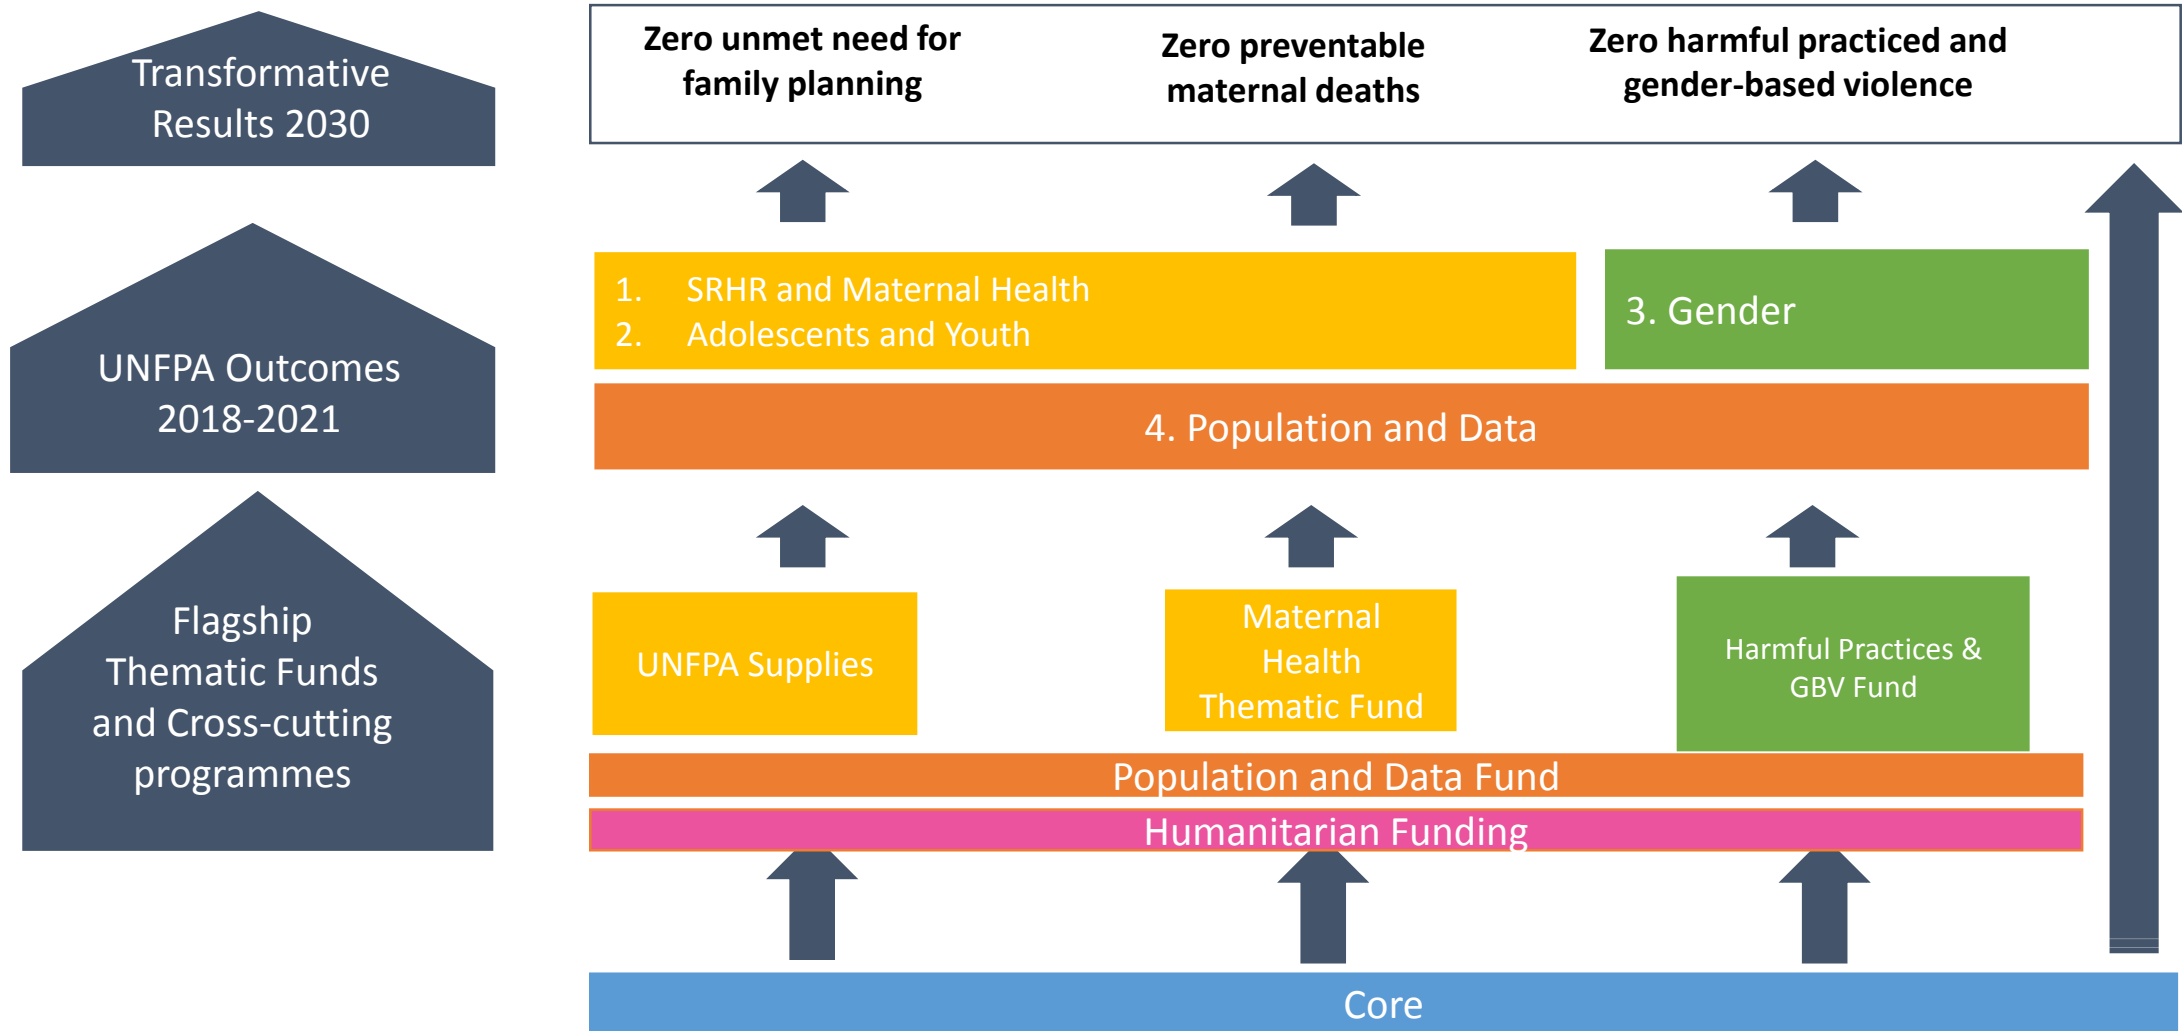 Transformative
Results 2030
Zero unmet need for
family planning
Zero preventable
maternal deaths
Zero harmful practiced and
gender-based violence
UNFPA Outcomes
2018-2021
1. SRHR and Maternal Health
2. Adolescents and Youth
3. Gender
4. Population and Data
Flagship
Thematic Funds
and Cross-cutting
programmes
UNFPA Supplies
Maternal
Health
Thematic Fund
Harmful Practices &
GBV Fund
Population and Data Fund
Humanitarian Funding
Core